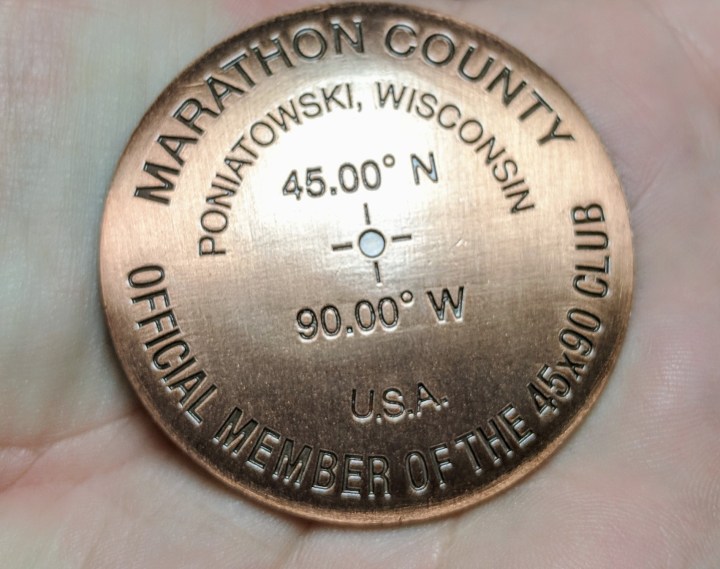 MARATHON COUNTY
PONIATOWSKI, WISCONSIN
45.00° N
90.00° W
U.S.A.
OFFICIAL MEMBER OF THE 45x90 CLUB